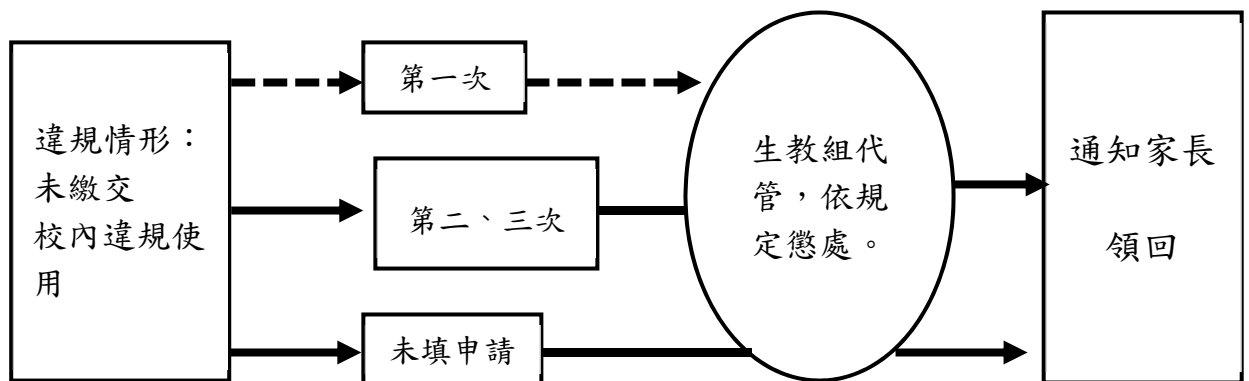 違規情形：
未繳交
校內違規使
用
第一次
第二、三次
未填申請
生教組代
管，依規
定懲處。
通知家長
領回